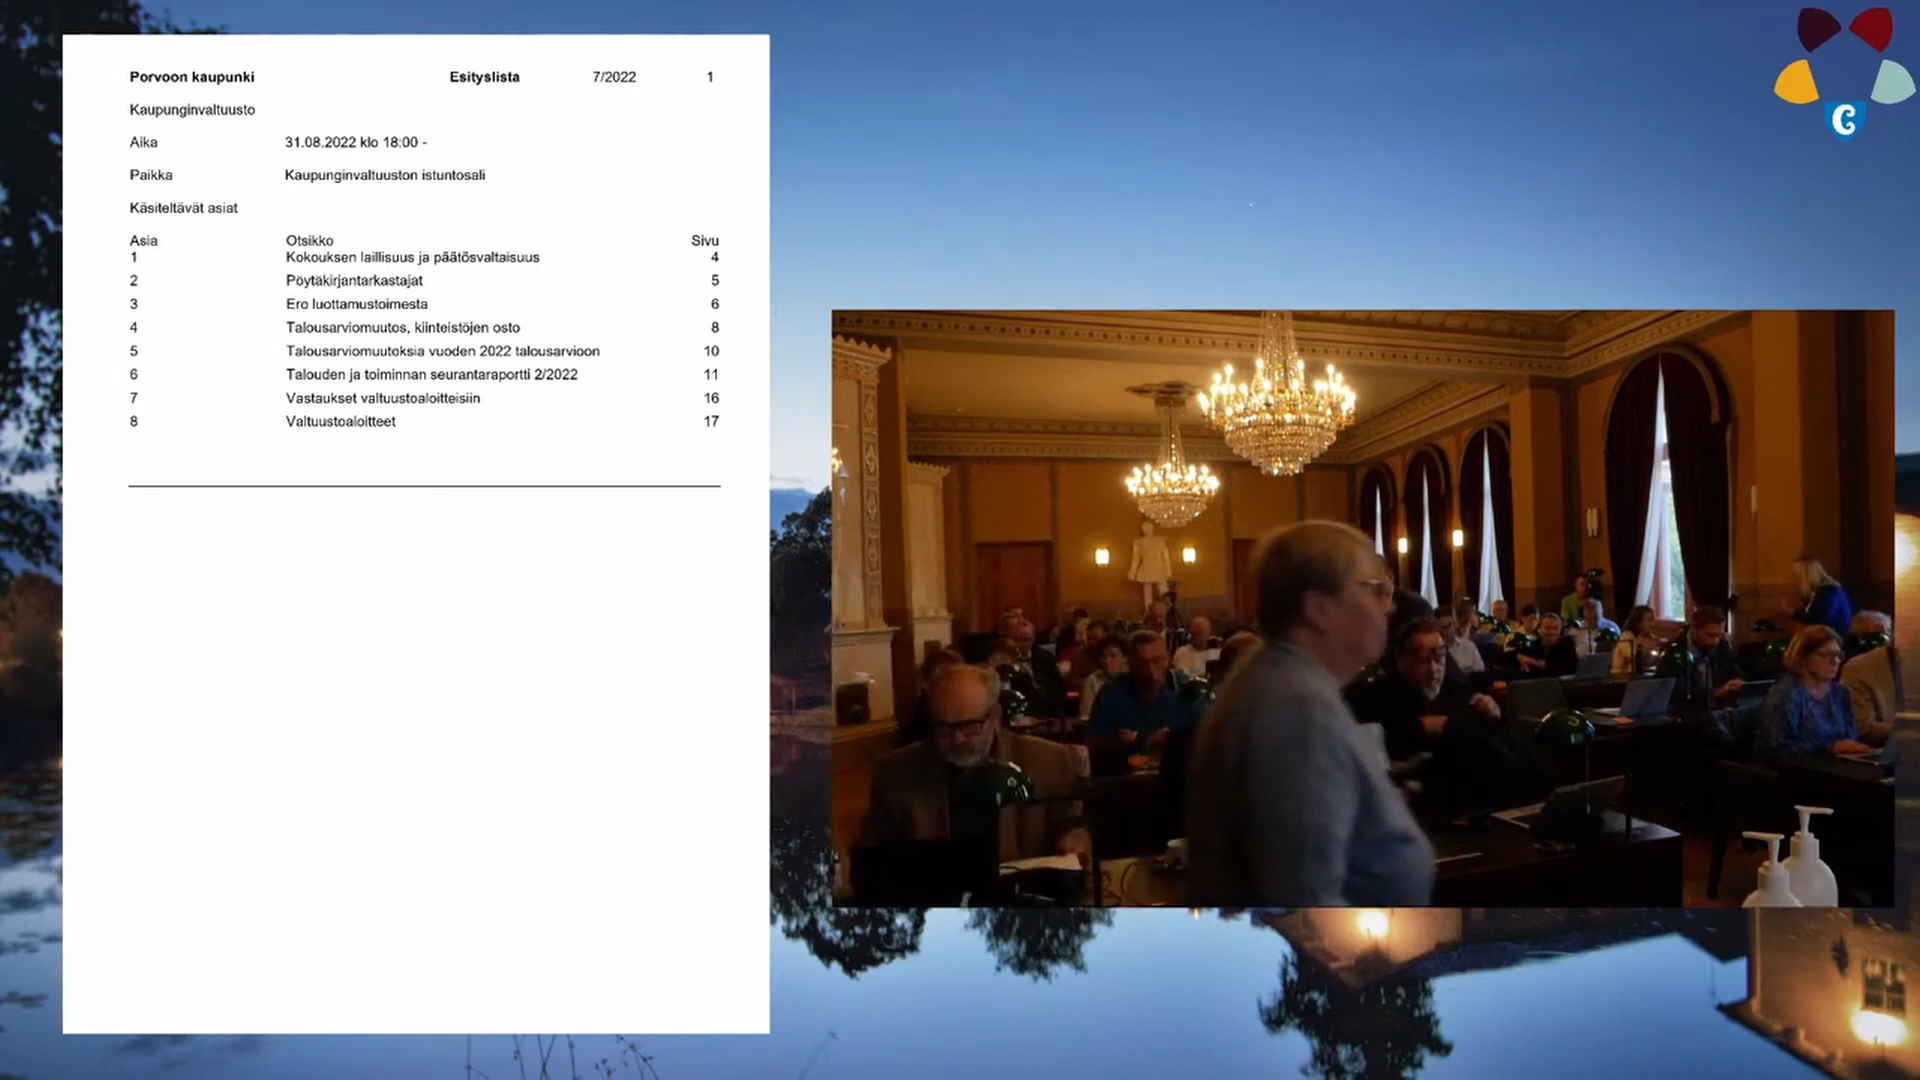 Porvoon kaupunki Esityslista 7/2022 1
Kaupunginvaltuusto
Aika 31.08.2022 klo 18:00 -
Paikka Kaupunginvaltuuston istuntosali
Käsiteltävät asiat
Asia Otsikko Sivu
1 Kokouksen laillisuus ja päätösvaltaisuus 4
2 Pöytäkirjantarkastajat 5
3 Ero luottamustoimesta 6
4 Talousarviomuutos, kiinteistöjen osto 8
5 Talousarviomuutoksia vuoden 2022 talousarvioon 10
6 Talouden ja toiminnan seurantaraportti 2/2022 11
7 Vastaukset valtuustoaloitteisiin 16
8 Valtuustoaloitteet 17
C